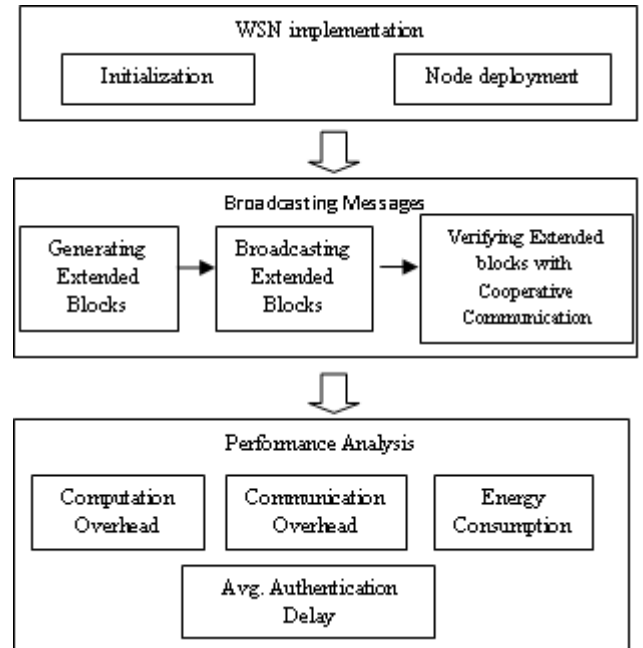 WSN implementation
Initialization
Node deployment
Broadcasting Messages
Generating
Extended
Blocks
Broadcasting
Extended
Blocks
Verifying Extended
blocks with
Cooperative
Communication
Performance Analysis
Computation
Overhead
Communication
Overhead
Energy
Consumption
Avg. Authentication
Delay